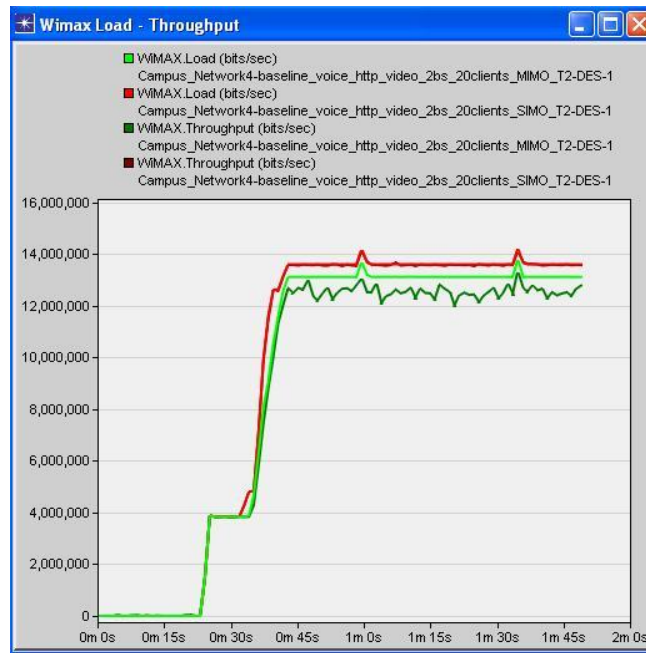 Wimax Load - Throughput
WiMAX.Load (bits/sec)
Campus_Network4-baseline_voice_http_video_2bs_20clients_MIMO_T2-DES-1
WiMAX.Load (bits/sec)
Campus_Network4-baseline_voice_http_video_2bs_20clients_SIMO_T2-DES-1
WiMAX.Throughput (bits/sec)
Campus_Network4-baseline_voice_http_video_2bs_20clients_MIMO_T2-DES-1
WiMAX.Throughput (bits/sec)
Campus_Network4-baseline_voice_http_video_2bs_20clients_SIMO_T2-DES-1
16,000,000
14,000,000
12,000,000
10,000,000
8,000,000
6,000,000
4,000,000
2,000,000
0
0m 0s 0m 15s 0m 30s 0m 45s 1m 0s 1m 15s 1m 30s 1m 45s 2m 0s